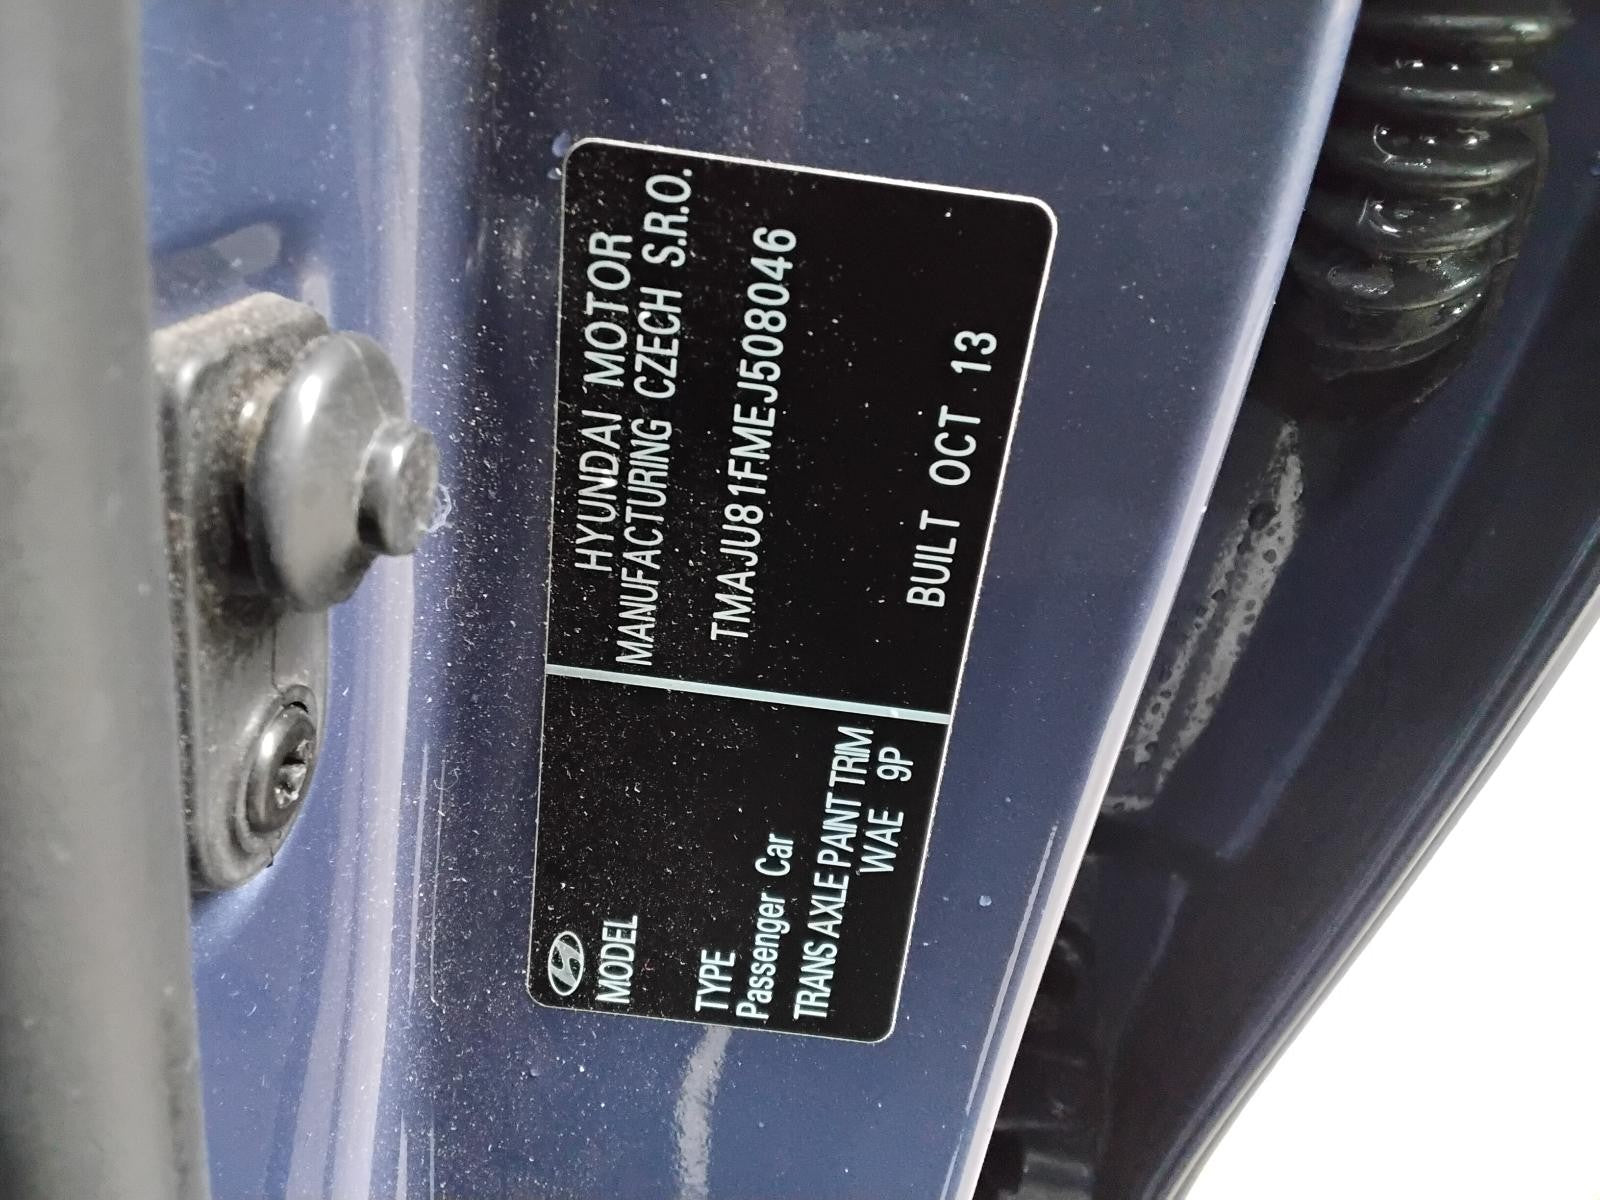 HYUNDAI MOTOR
MANUFACTURING CZECH S.R.O.
TMAJU81FMEJ508046
BUILT OCT 13
MODEL
TYPE
Passenger Car
TRANS AXLE PAINT TRIM
WAE 9P